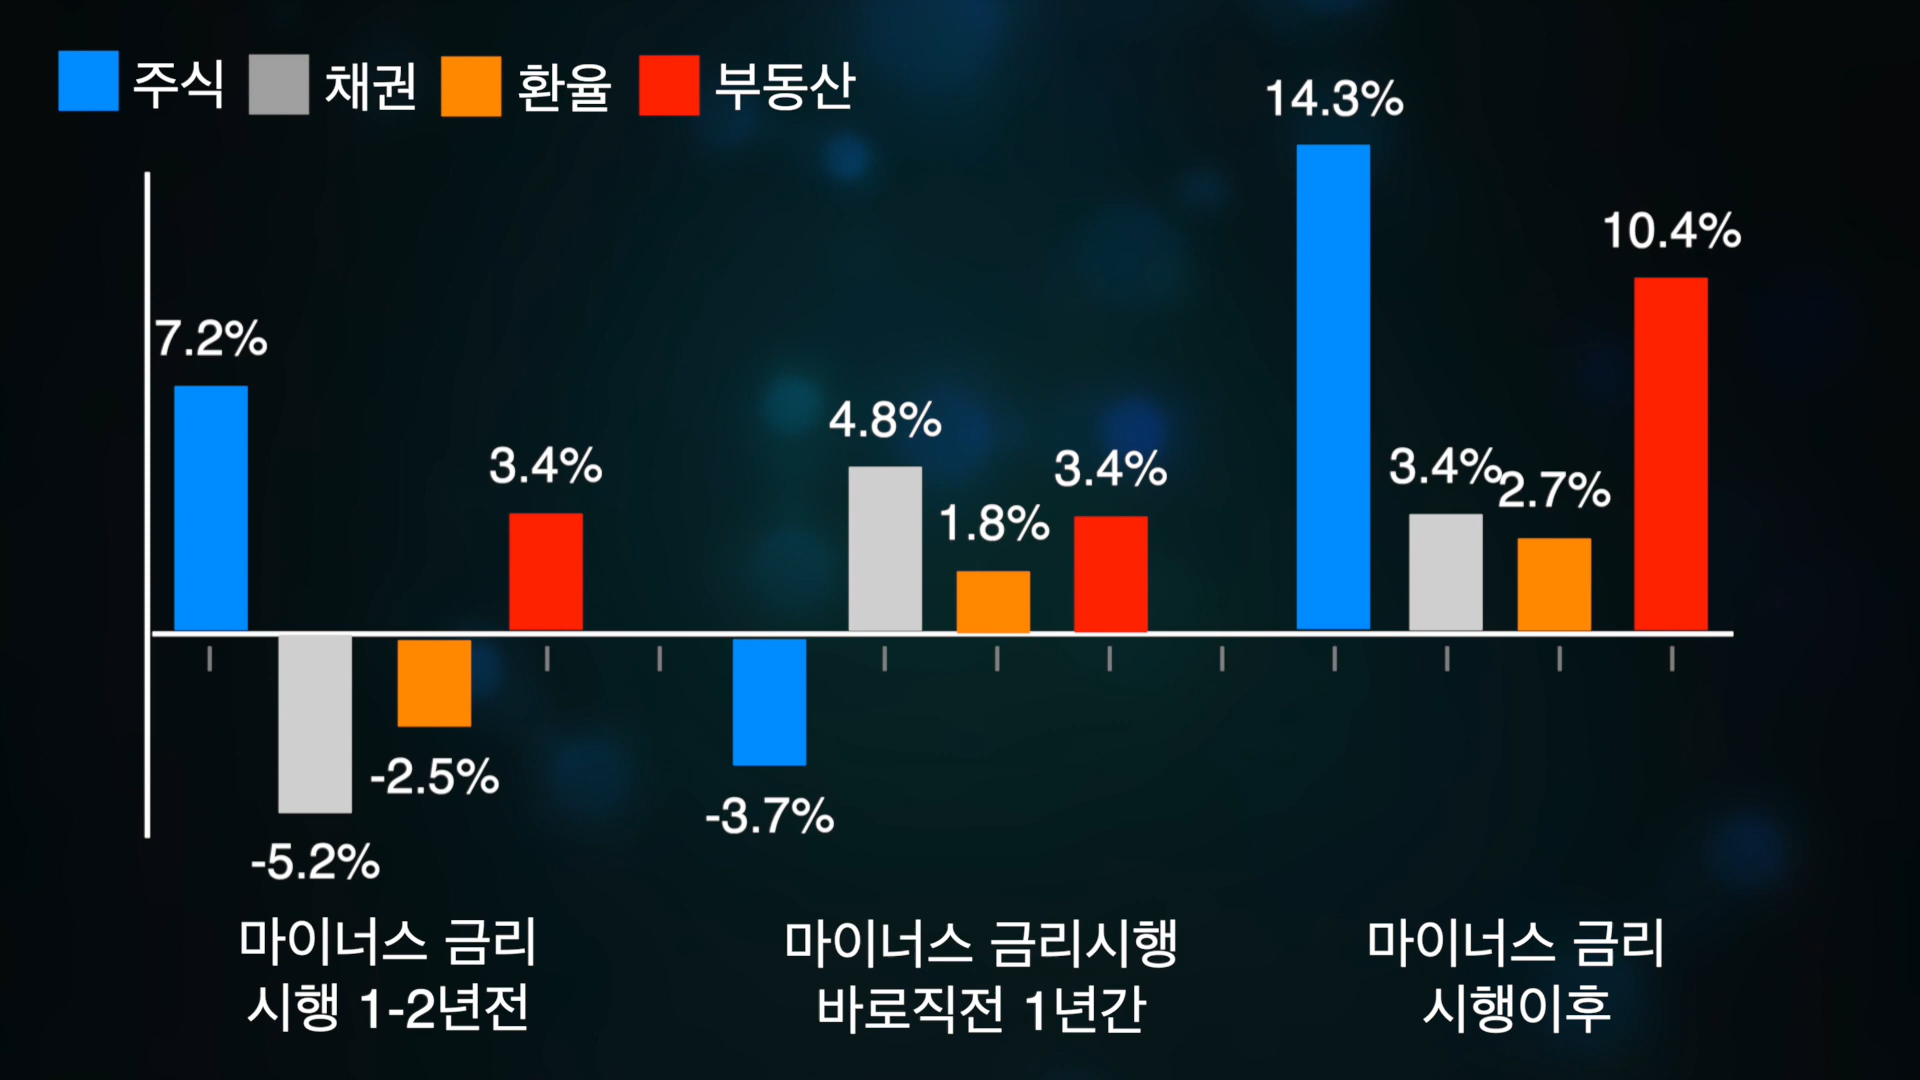 주식 채권 환율 부동산
14.3%
10.4%
7.2%
4.8%
3.4%
3.4%
3.4%
2.7%
1.8%
-2.5%
-3.7%
-5.2%
마이너스 금리
시행 1-2년전
마이너스 금리시행
바로직전 1년간
마이너스 금리
시행이후